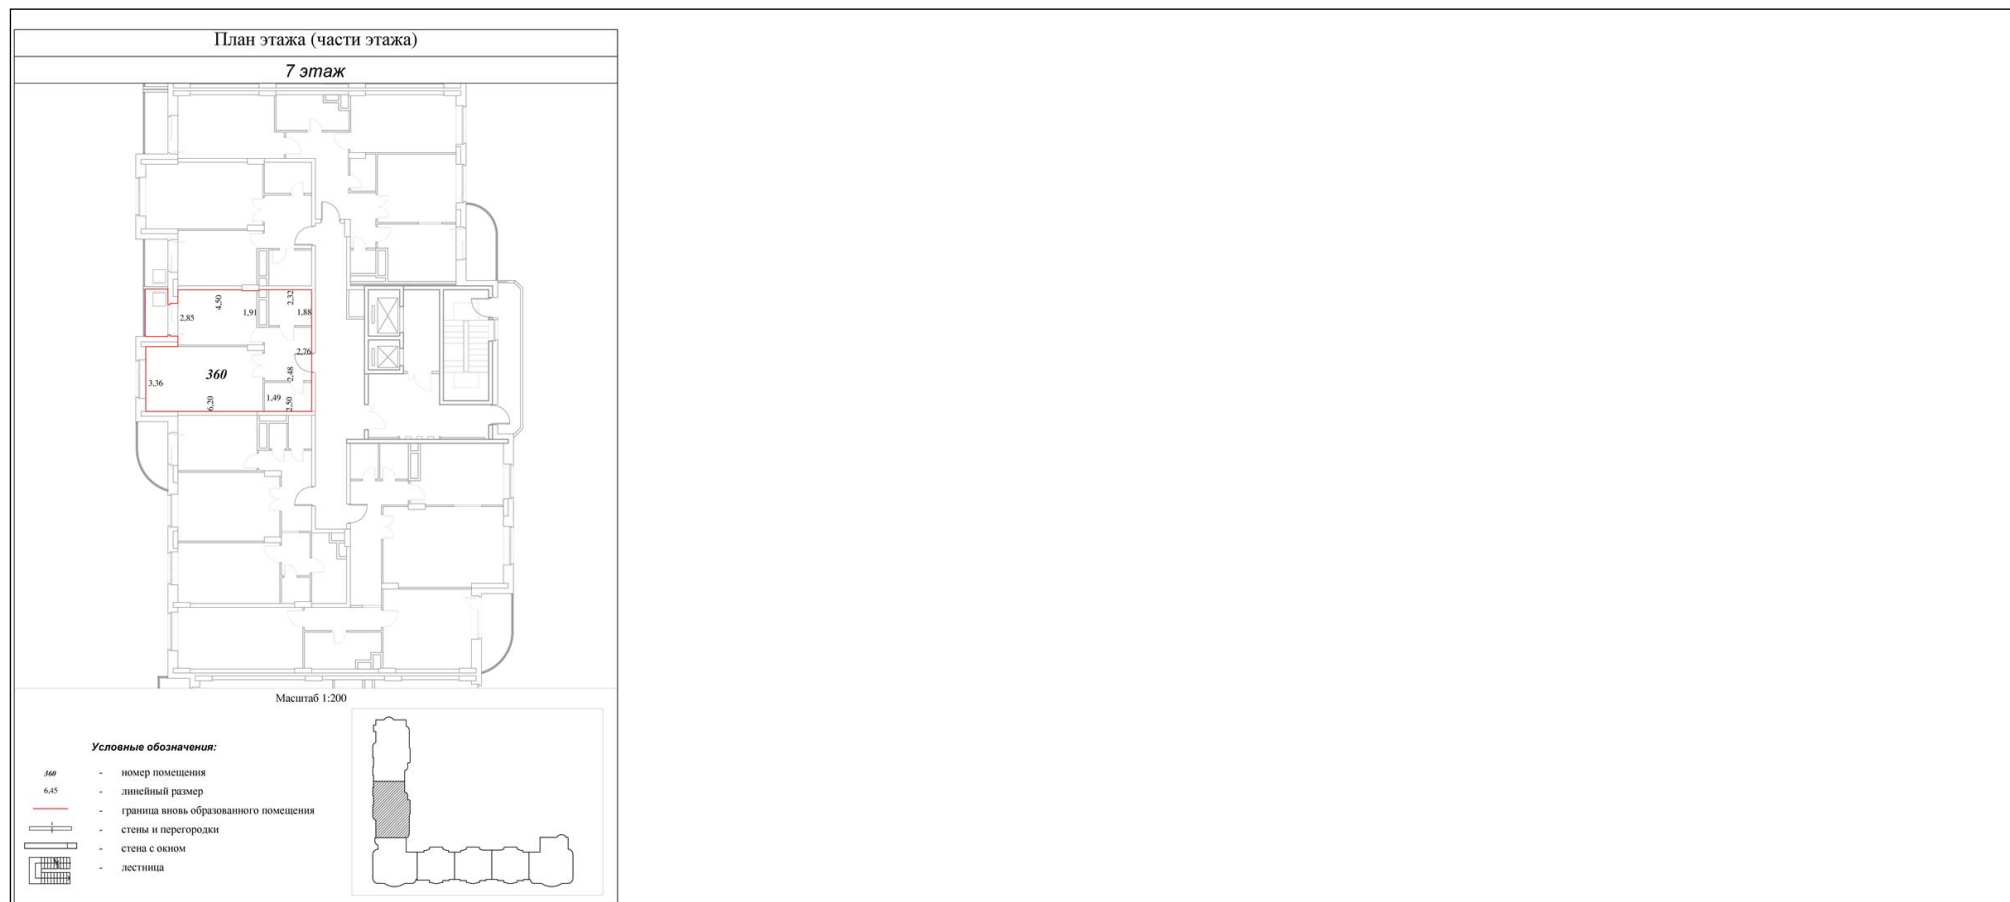 План этажа (части этажа)
7 этаж
4,50
2,32
2,85
1,91
1,88
2,76
360
2,48
3,36
1,49
6,20
2,50
Масштаб 1:200
Условные обозначения:
360 - номер помещения
6,45 - линейный размер
- граница вновь образованного помещения
- стены и перегородки
- стена с окном
- лестница